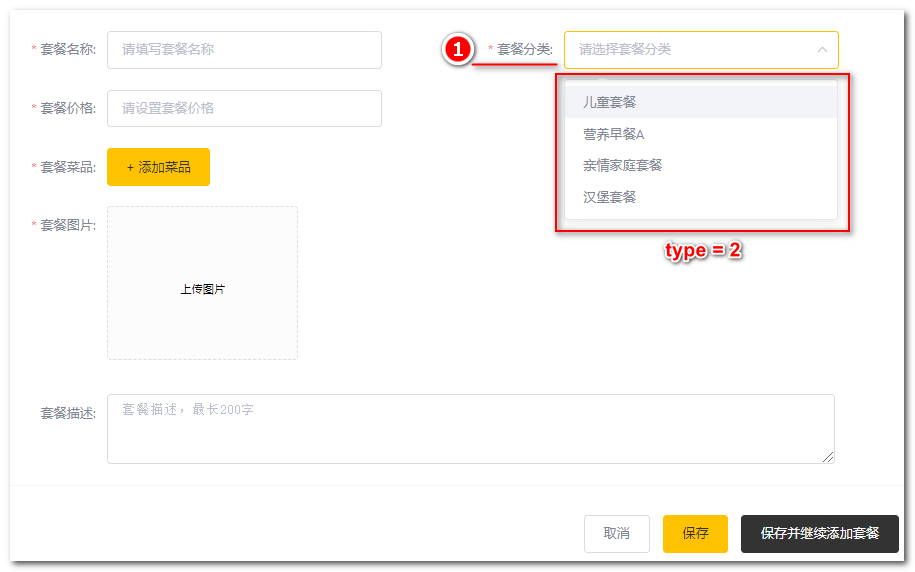 * 套餐名称: 请填写套餐名称
1 * 套餐分类: 请选择套餐分类
儿童套餐
营养早餐A
亲情家庭套餐
汉堡套餐
type = 2
* 套餐价格: 请设置套餐价格
* 套餐菜品: + 添加菜品
* 套餐图片:
上传图片
套餐描述: 套餐描述，最长200字
取消 保存 保存并继续添加套餐